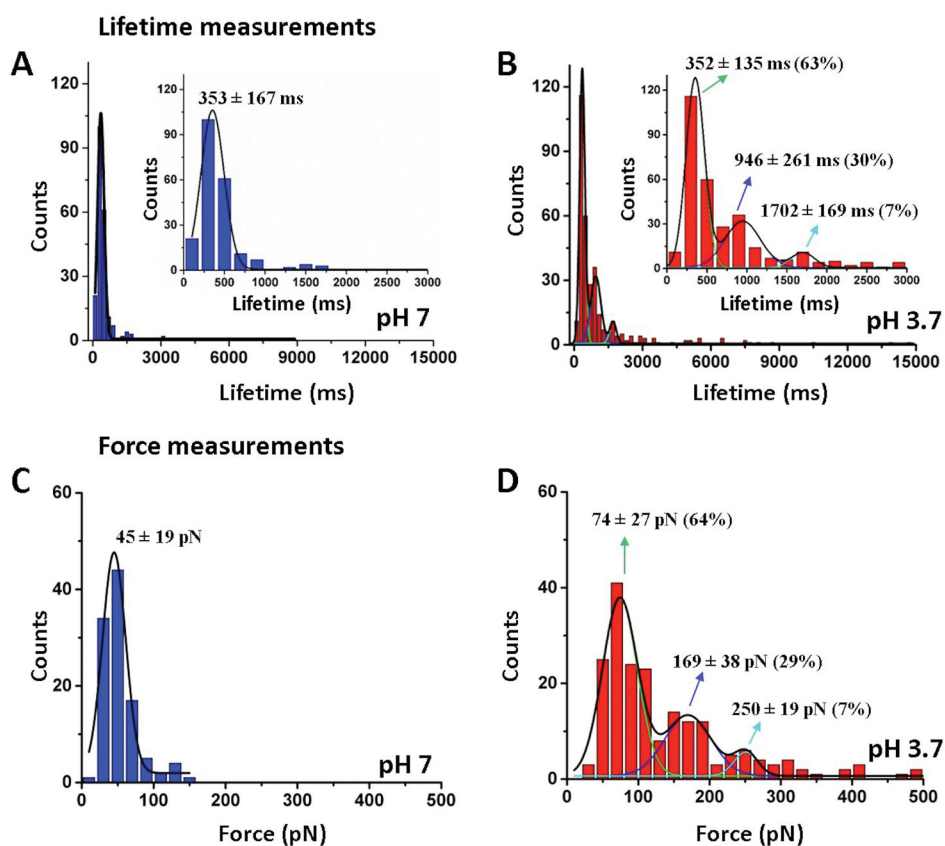 Lifetime measurements
A
120
90
60
30
0
Counts
0 3000 6000 9000 12000 15000
Lifetime (ms)
pH 7
353 ± 167 ms
120
90
60
30
0
Counts
0 500 1000 1500 2000 2500 3000
Lifetime (ms)
B
120
90
60
30
0
Counts
0 3000 6000 9000 12000 15000
Lifetime (ms)
pH 3.7
352 ± 135 ms (63%)
946 ± 261 ms (30%)
1702 ± 169 ms (7%)
120
90
60
30
0
Counts
0 500 1000 1500 2000 2500 3000
Lifetime (ms)
Force measurements
C
60
40
20
0
Counts
45 ± 19 pN
pH 7
0 100 200 300 400 500
Force (pN)
D
60
40
20
0
Counts
74 ± 27 pN (64%)
169 ± 38 pN (29%)
250 ± 19 pN (7%)
pH 3.7
0 100 200 300 400 500
Force (pN)